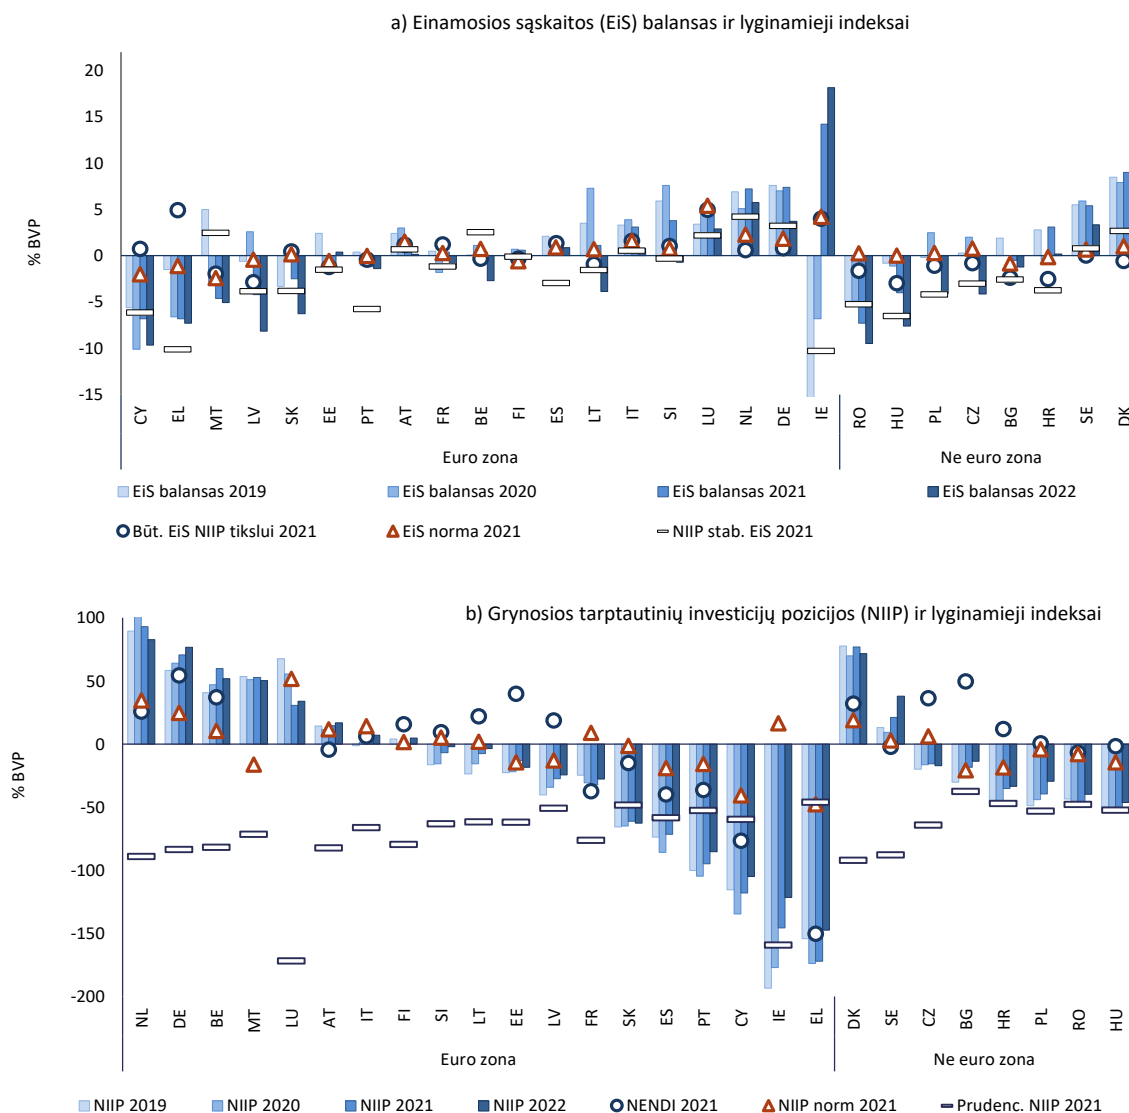 a) Einamosios sąskaitos (EiS) balansas ir lyginamieji indeksai
% BVP
20
15
10
5
0
-5
-10
-15
CY EL MT LV SK EE PT AT FR BE FI ES LT IT SI LU NL DE IE RO HU PL CZ BG HR SE DK
Euro zona Ne euro zona
EiS balansas 2019 EiS balansas 2020 EiS balansas 2021 EiS balansas 2022
Būt. EiS NIIP tikslui 2021 EiS norma 2021 NIIP stab. EiS 2021
b) Grynosios tarptautinių investicijų pozicijos (NIIP) ir lyginamieji indeksai
% BVP
100
50
0
-50
-100
-150
-200
NL DE BE MT LU AT IT FI SI LT EE LV FR SK ES PT CY IE EL DK SE CZ BG HR PL RO HU
Euro zona Ne euro zona
NIIP 2019 NIIP 2020 NIIP 2021 NIIP 2022 NENDI 2021 NIIP norm 2021 Prudenc. NIIP 2021